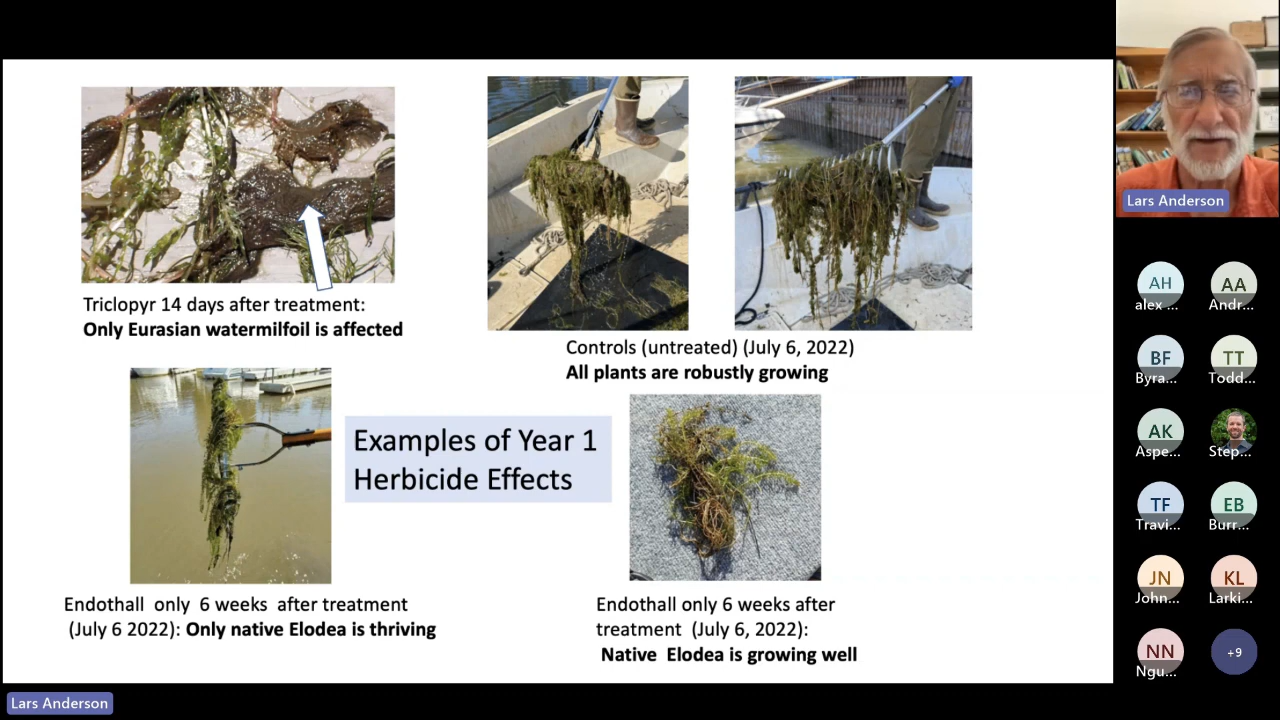 Triclopyr 14 days after treatment:
Only Eurasian watermilfoil is affected
Controls (untreated) (July 6, 2022)
All plants are robustly growing
Examples of Year 1
Herbicide Effects
Endothall only 6 weeks after treatment
(July 6 2022): Only native Elodea is thriving
Endothall only 6 weeks after
treatment (July 6, 2022):
Native Elodea is growing well
Lars Anderson
AH
alex ...
AA
Andr...
BF
Byra...
TT
Todd...
AK
Aspe...
Step...
TF
Travi...
EB
Burr...
JN
John...
KL
Larki...
NN
Ngu...
+9
Lars Anderson